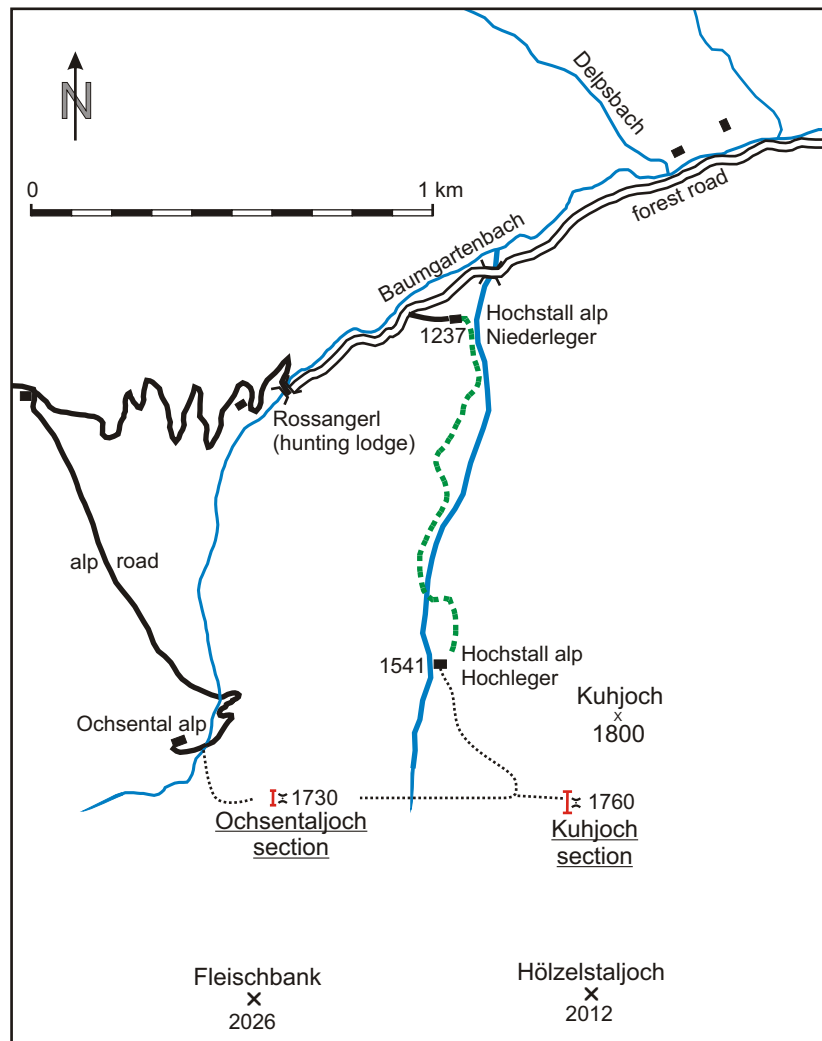 N
Delpsbach
0
1 km
forest road
Baumgartenbach
Hochstall alp
Niederleger
1237
Rossangerl
(hunting lodge)
alp road
1541
Hochstall alp
Hochleger
Kuhjoch
x
1800
Ochsental alp
1730
Ochsentaljoch
section
1760
Kuhjoch
section
Fleischbank
2026
Hölzelstaljoch
2012